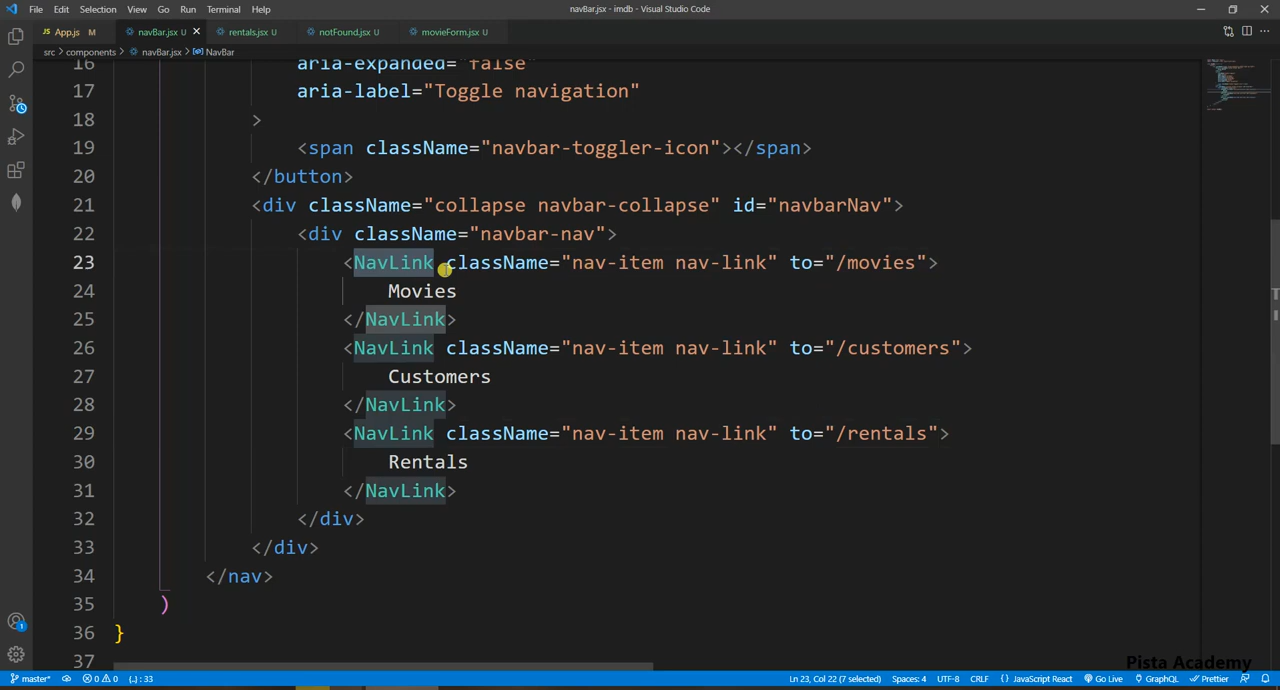 File Edit Selection View Go Run Terminal Help navBar.jsx - imdb - Visual Studio Code
JS App.js M navBar.jsx U rentals.jsx U notFound.jsx U movieForm.jsx U
src > components > navBar.jsx > NavBar
16 aria-expanded="false"
17 aria-label="Toggle navigation"
18 >
19 <span className="navbar-toggler-icon"></span>
20 </button>
21 <div className="collapse navbar-collapse" id="navbarNav">
22 <div className="navbar-nav">
23 <NavLink className="nav-item nav-link" to="/movies">
24 Movies
25 </NavLink>
26 <NavLink className="nav-item nav-link" to="/customers">
27 Customers
28 </NavLink>
29 <NavLink className="nav-item nav-link" to="/rentals">
30 Rentals
31 </NavLink>
32 </div>
33 </div>
34 </nav>
35 )
36 }
37
Pista Academy
master* 0 0 {..} : 33 Ln 23, Col 22 (7 selected) Spaces: 4 UTF-8 CRLF {} JavaScript React Go Live GraphQL Prettier